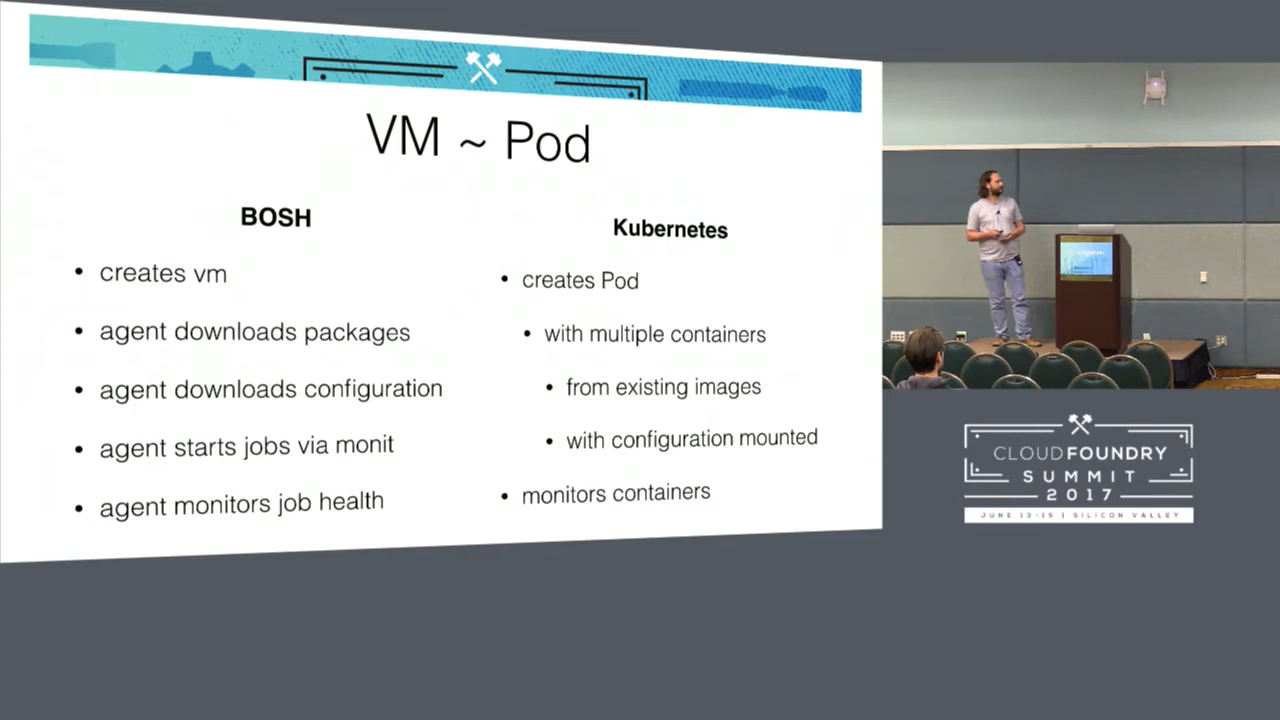 VM ~ Pod
BOSH
• creates vm
• agent downloads packages
• agent downloads configuration
• agent starts jobs via monit
• agent monitors job health
Kubernetes
• creates Pod
• with multiple containers
• from existing images
• with configuration mounted
• monitors containers
CLOUDFOUNDRY
SUMMIT
2017
JUNE 13-15 | SILICON VALLEY